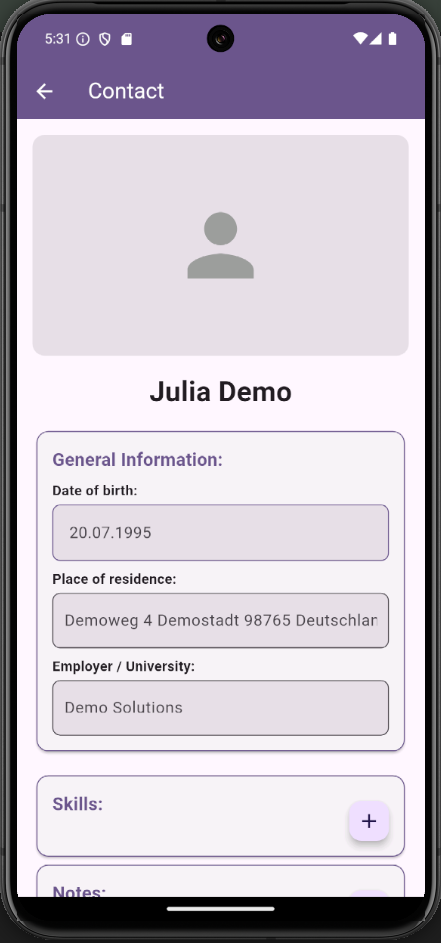 5:31
Contact
Julia Demo
General Information:
Date of birth:
20.07.1995
Place of residence:
Demoweg 4 Demostadt 98765 Deutschlan
Employer / University:
Demo Solutions
Skills:
+
Notes: